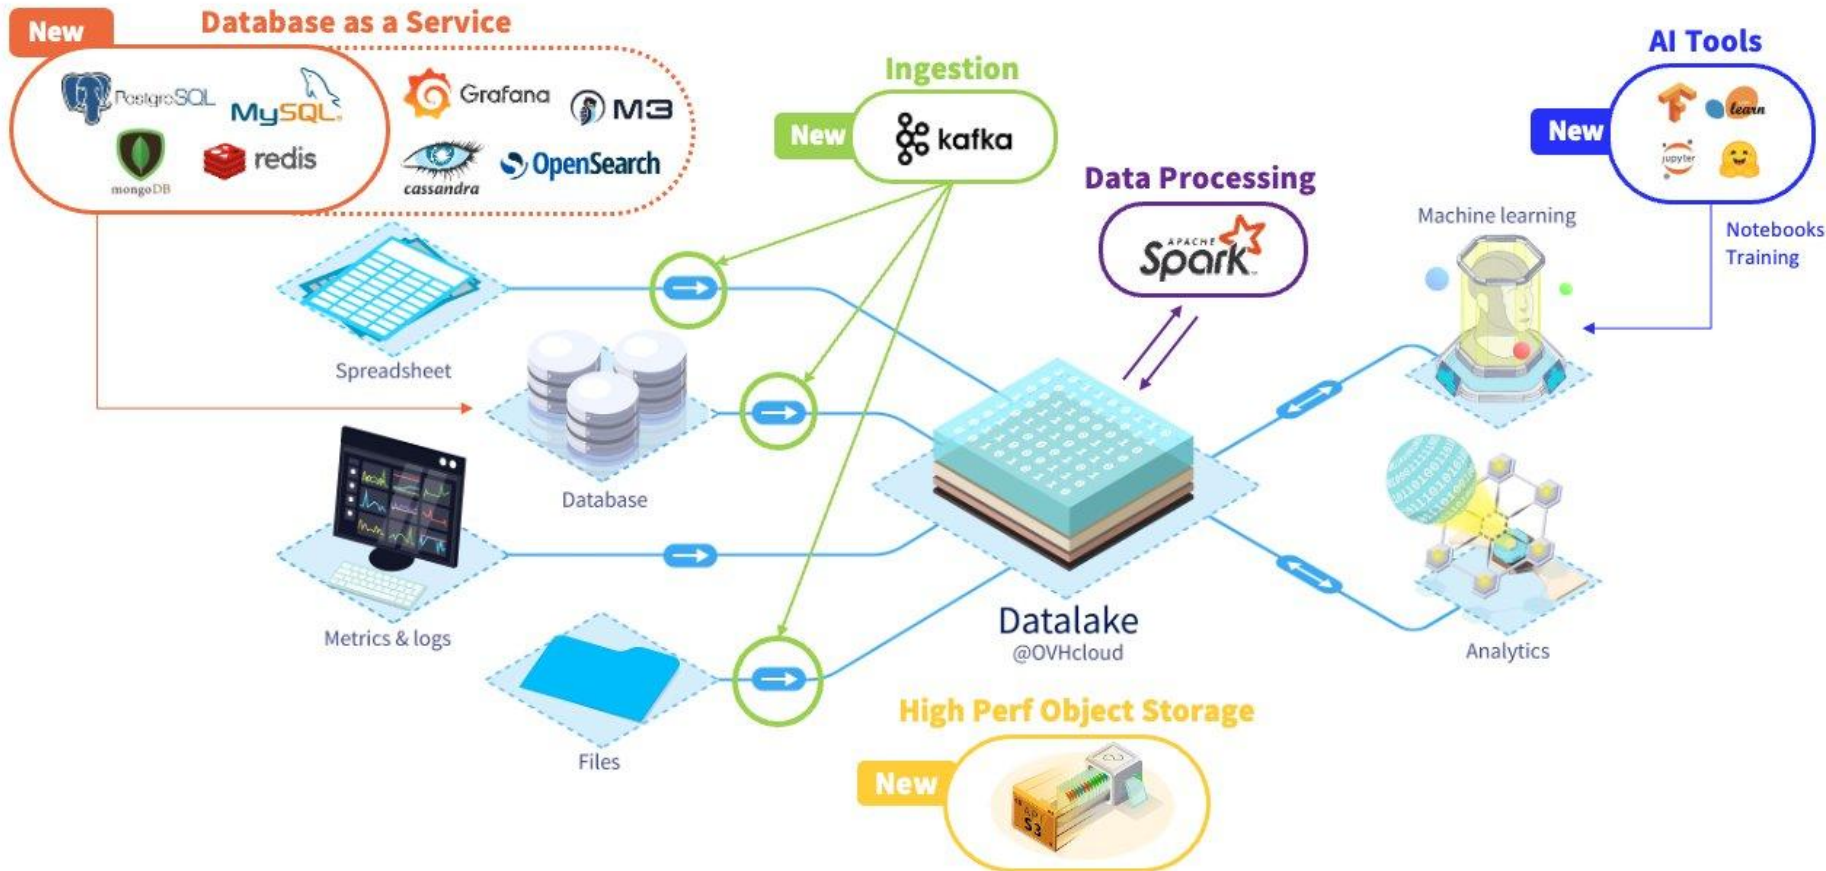 New
Database as a Service
PostgreSQL
MySQL
Grafana
M3
mongoDB
redis
cassandra
OpenSearch
Ingestion
New
kafka
Data Processing
APACHE
Spark
AI Tools
New
learn
jupyter
Machine learning
Notebooks
Training
Spreadsheet
Database
Metrics & logs
Files
Datalake
@OVHcloud
Analytics
High Perf Object Storage
New
API
S3